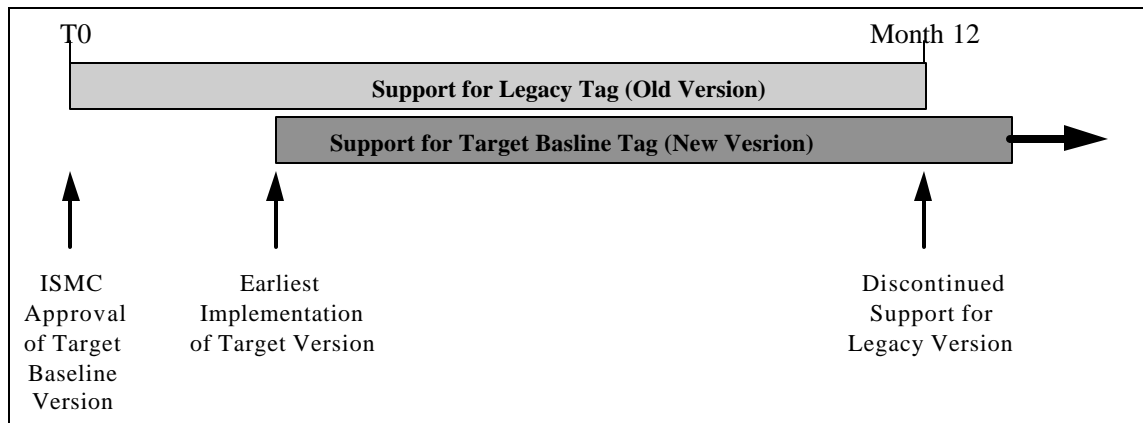 T0
Month 12
Support for Legacy Tag (Old Version)
Support for Target Basline Tag (New Vesrion)
ISMC
Approval
of Target
Baseline
Version
Earliest
Implementation
of Target Version
Discontinued
Support for
Legacy Version